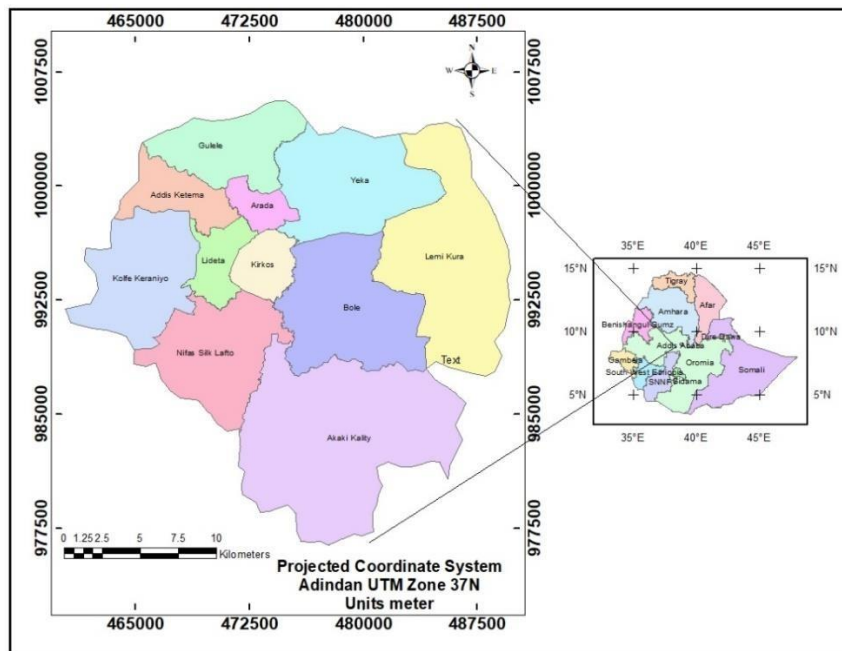 465000 472500 480000 487500
1007500
1000000
992500
985000
977500
N
W E
S
1007500
1000000
992500
985000
977500
Gulele
Yeka
Addis Ketema
Arada
Lideta
Kirkos
Lemi Kura
Kolfe Keraniyo
Bole
Nifas Silk Lafto
Text
Akaki Kality
0 1.252.5 5 7.5 10
Kilometers
Projected Coordinate System
Adindan UTM Zone 37N
Units meter
465000 472500 480000 487500
35°E 40°E 45°E
15°N 15°N
Tigray
Afar
Amhara
Benishangul Gumz
10°N 10°N
Dire Dawa
Addis Ababa
Gambela
Oromia
South West Ethiopia
Somali
SNNP Sidama
5°N 5°N
35°E 40°E 45°E